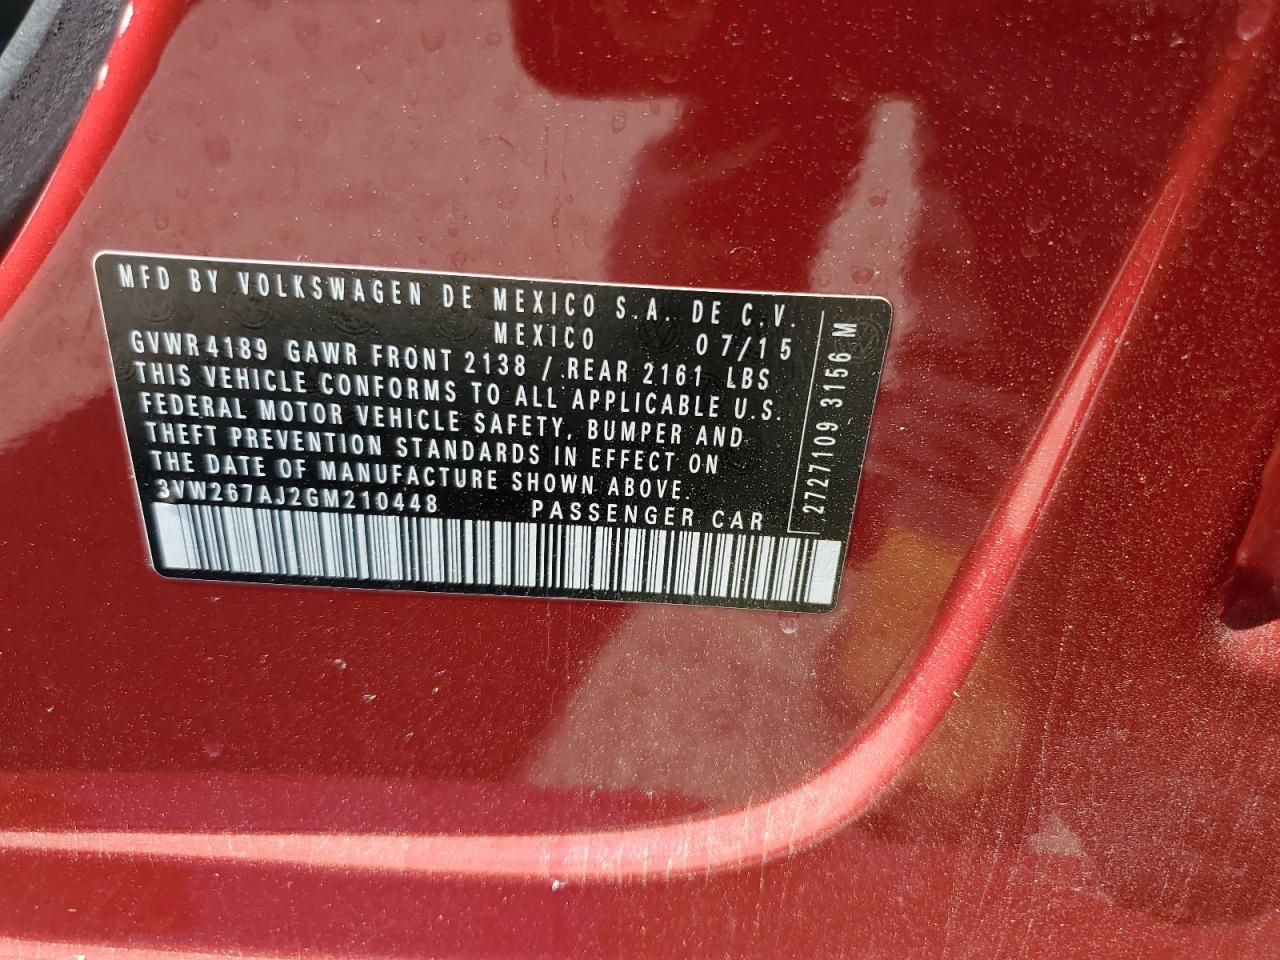 MFD BY VOLKSWAGEN DE MEXICO S.A. DE C.V.
MEXICO 07/15
GVWR 4189 GAWR FRONT 2138 / REAR 2161 LBS
THIS VEHICLE CONFORMS TO ALL APPLICABLE U.S.
FEDERAL MOTOR VEHICLE SAFETY, BUMPER AND
THEFT PREVENTION STANDARDS IN EFFECT ON
THE DATE OF MANUFACTURE SHOWN ABOVE.
3VW267AJ2GM210448 PASSENGER CAR
2727109 3156 M